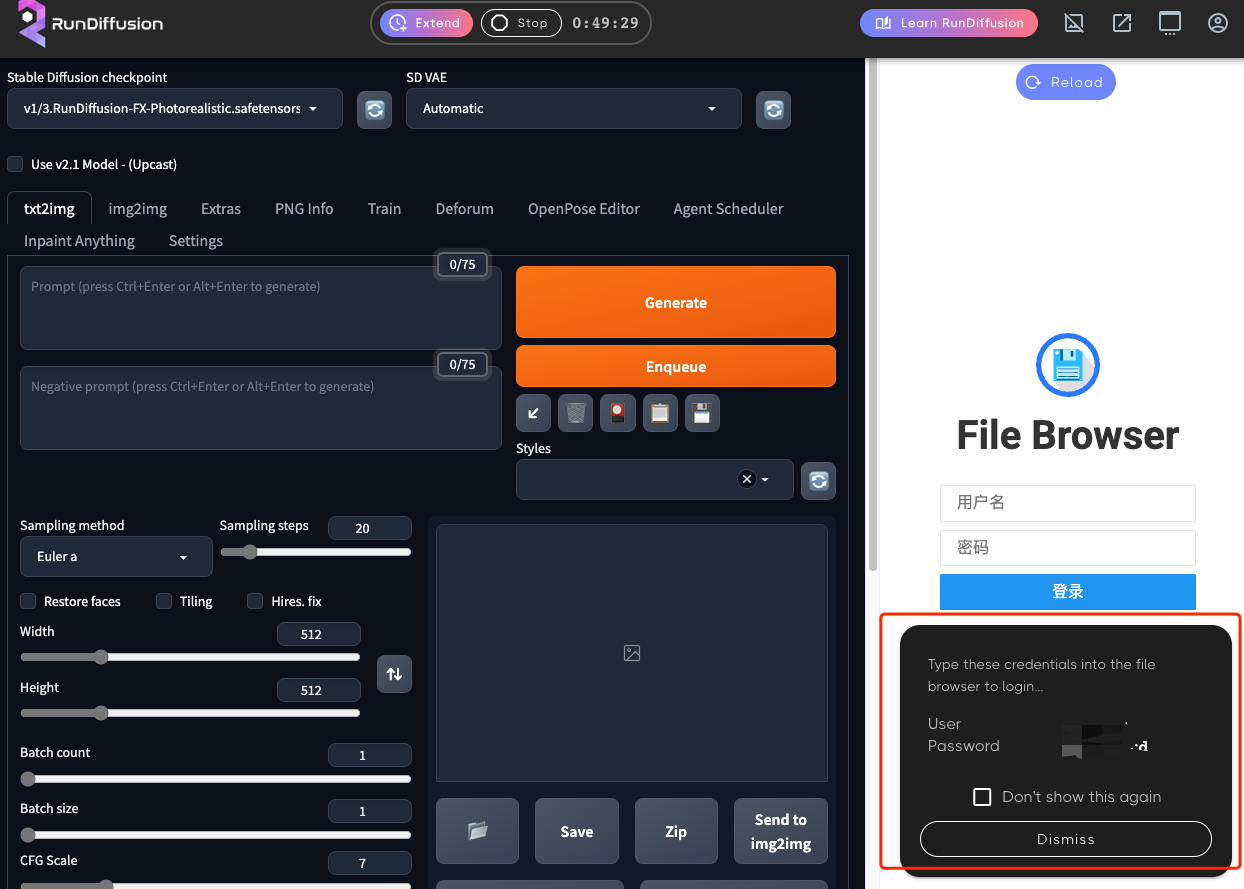 RunDiffusion
Extend
Stop
0:49:29
Learn RunDiffusion
Stable Diffusion checkpoint
SD VAE
v1/3.RunDiffusion-FX-Photorealistic.safetensors
Automatic
Reload
Use v2.1 Model - (Upcast)
txt2img
img2img
Extras
PNG Info
Train
Deforum
OpenPose Editor
Agent Scheduler
Inpaint Anything
Settings
0/75
Prompt (press Ctrl+Enter or Alt+Enter to generate)
Generate
0/75
Negative prompt (press Ctrl+Enter or Alt+Enter to generate)
Enqueue
Styles
Sampling method
Sampling steps
20
Euler a
Restore faces
Tiling
Hires. fix
Width
512
Height
512
Batch count
1
Batch size
1
CFG Scale
7
Save
Zip
Send to
img2img
File Browser
用户名
密码
登录
Type these credentials into the file
browser to login...
User
Password
Don't show this again
Dismiss